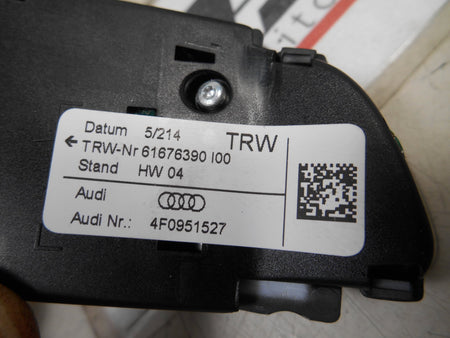 Datum 5/214 TRW
← TRW-Nr 61676390 I00
Stand HW 04
Audi
Audi Nr.: 4F0951527